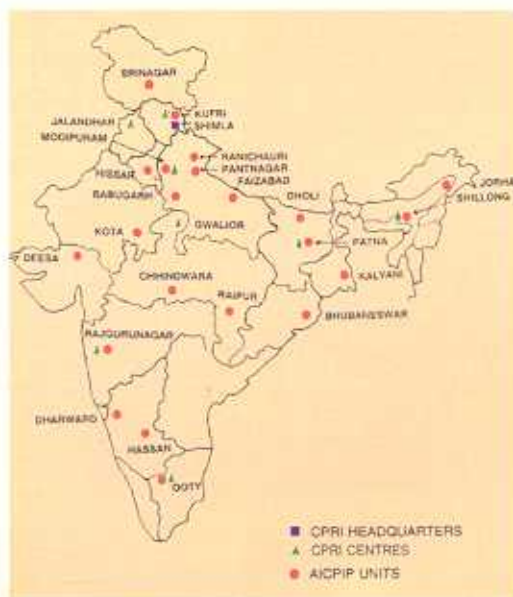 SRINAGAR
KUFRI
SHIMLA
JALANDHAR
MODIPURAM
RANICHAURI
PANTNAGAR
FAIZABAD
HISSAR
BABUGARH
DHOLI
JORHA
SHILLONG
GWALIOR
KOTA
PATNA
DEESA
CHHINDWARA
KALYANI
RAIPUR
BHUBANESWAR
RAJGURUNAGAR
DHARWARD
HASSAN
OOTY
CPRI HEADQUARTERS
CPRI CENTRES
AICPIP UNITS